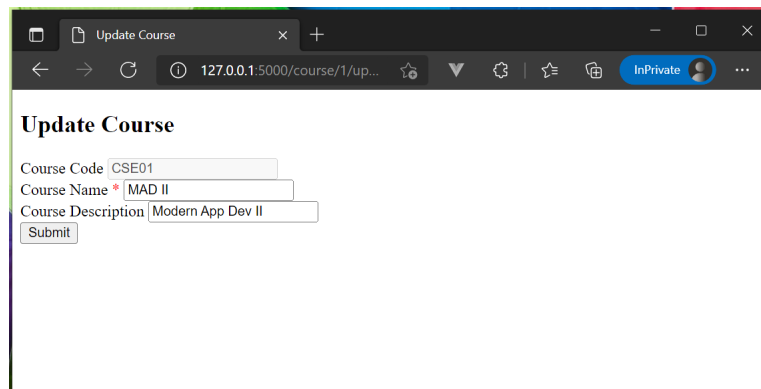 Update Course
127.0.0.1:5000/course/1/up...
InPrivate
Update Course
Course Code CSE01
Course Name * MAD II
Course Description Modern App Dev II
Submit